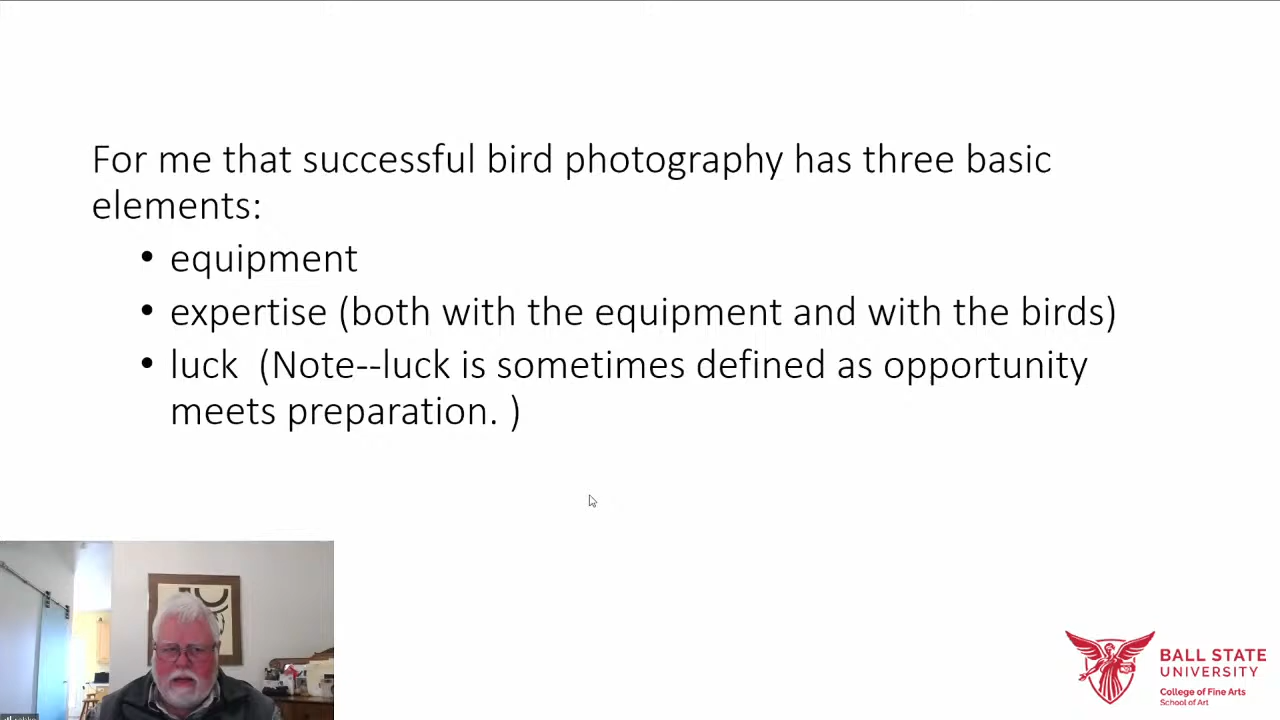 For me that successful bird photography has three basic
elements:
• equipment
• expertise (both with the equipment and with the birds)
• luck  (Note--luck is sometimes defined as opportunity
meets preparation. )
BALL STATE
UNIVERSITY
College of Fine Arts
School of Art